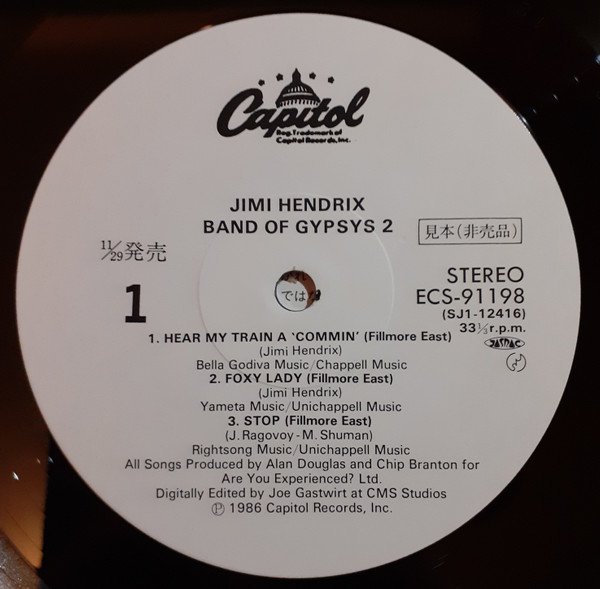 Capitol
Reg. Trademark of
Capitol Records, Inc.
JIMI HENDRIX
BAND OF GYPSYS 2
11/29発売
見本(非売品)
1
STEREO
ECS-91198
(SJ1-12416)
33⅓r.p.m.
JASRAC
では
1. HEAR MY TRAIN A ‘COMMIN’ (Fillmore East)
(Jimi Hendrix)
Bella Godiva Music/Chappell Music
2. FOXY LADY (Fillmore East)
(Jimi Hendrix)
Yameta Music/Unichappell Music
3. STOP (Fillmore East)
(J. Ragovoy-M. Shuman)
Rightsong Music/Unichappell Music
All Songs Produced by Alan Douglas and Chip Branton for
Are You Experienced? Ltd.
Digitally Edited by Joe Gastwirt at CMS Studios
Ⓟ 1986 Capitol Records, Inc.